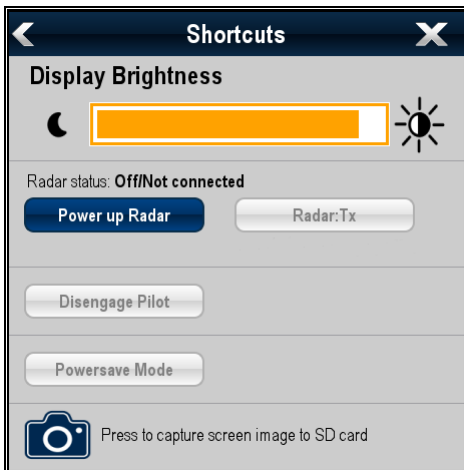 Shortcuts
Display Brightness
Radar status: Off/Not connected
Power up Radar
Radar:Tx
Disengage Pilot
Powersave Mode
Press to capture screen image to SD card